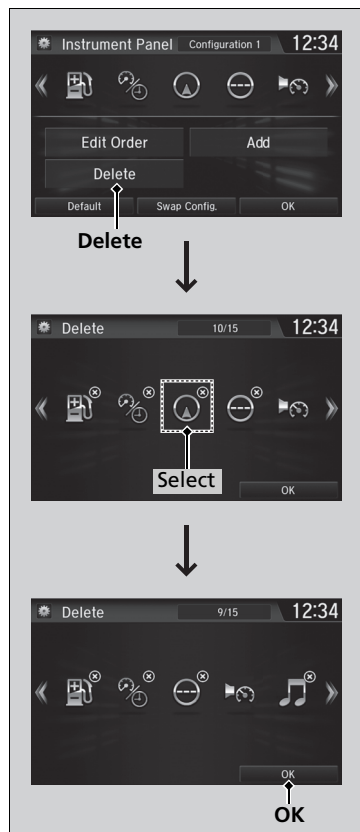 Instrument Panel Configuration 1 12:34
Edit Order Add
Delete
Default Swap Config. OK
Delete
Delete 10/15 12:34
Select
OK
Delete 9/15 12:34
OK
OK